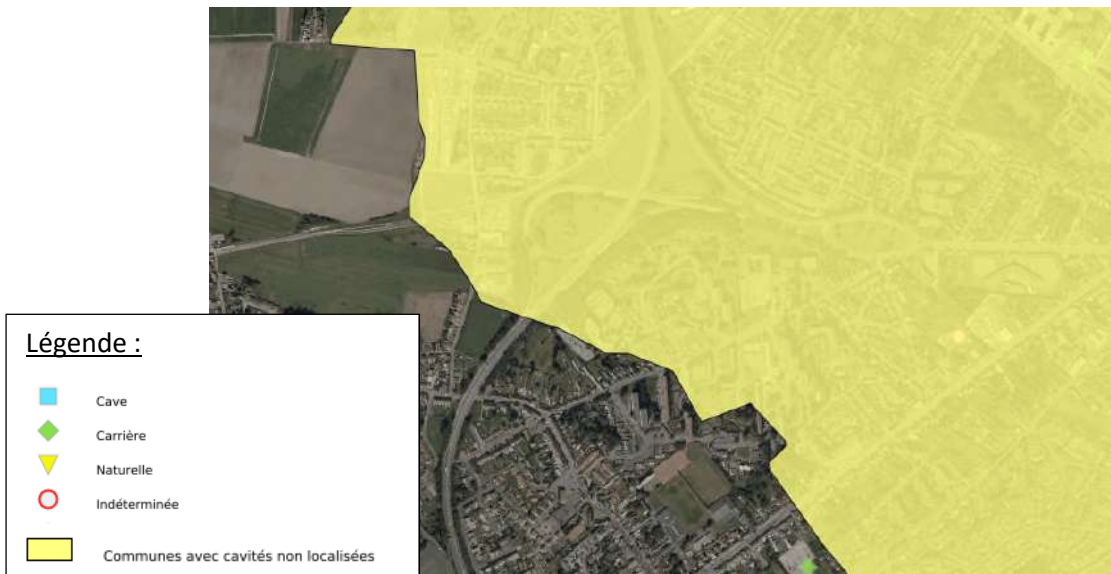 Légende :
Cave
Carrière
Naturelle
Indéterminée
Communes avec cavités non localisées